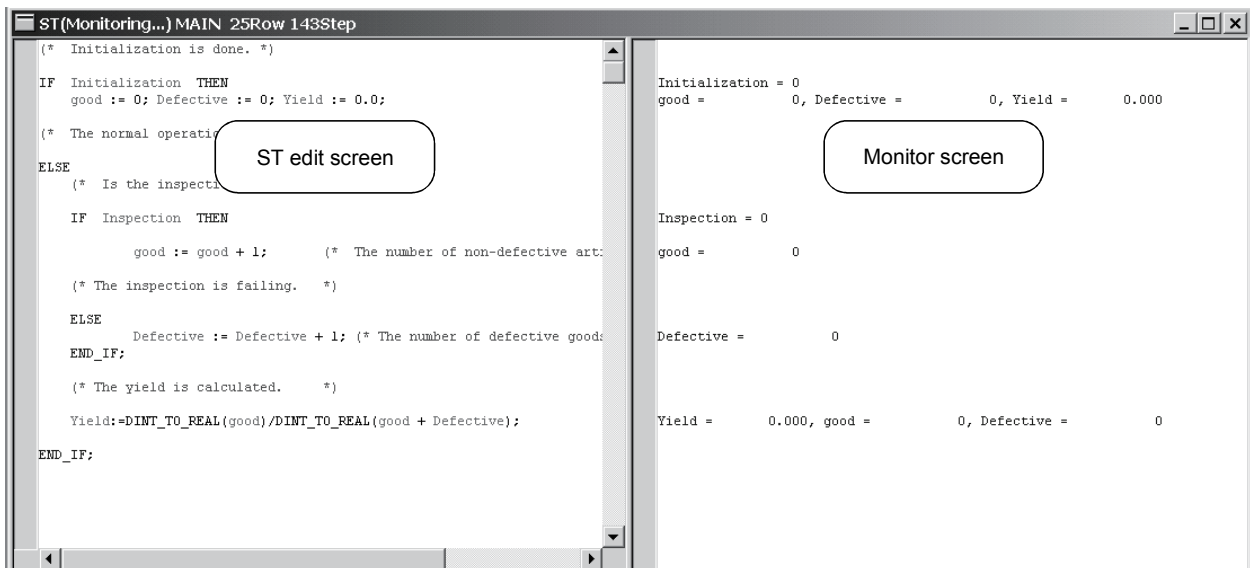 ST(Monitoring...) MAIN 25Row 143Step
(* Initialization is done. *)
IF Initialization THEN
good := 0; Defective := 0; Yield := 0.0;
(* The normal
ELSE
(* Is the
IF Inspection THEN
good := good + 1; (* The number of non-defective
(* The inspection is failing. *)
ELSE
Defective := Defective + 1; (* The number of defective
END_IF;
(* The yield is calculated. *)
Yield:=DINT_TO_REAL(good)/DINT_TO_REAL(good + Defective);
END_IF;
ST edit screen
Initialization = 0
good = 0, Defective = 0, Yield = 0.000
Monitor screen
Inspection = 0
good = 0
Defective = 0
Yield = 0.000, good = 0, Defective = 0